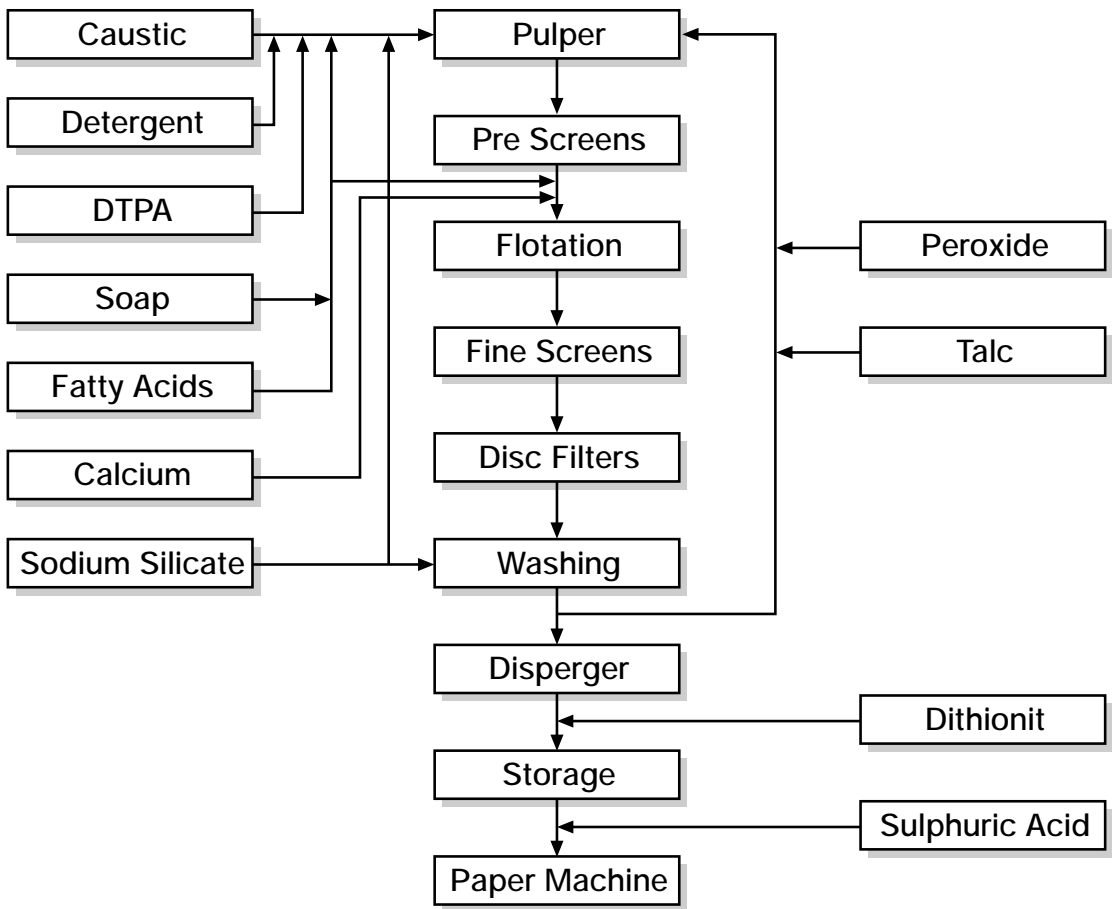 Caustic
Pulper
Detergent
Pre Screens
DTPA
Flotation
Peroxide
Soap
Fine Screens
Talc
Fatty Acids
Disc Filters
Calcium
Sodium Silicate
Washing
Disperger
Dithionit
Storage
Sulphuric Acid
Paper Machine